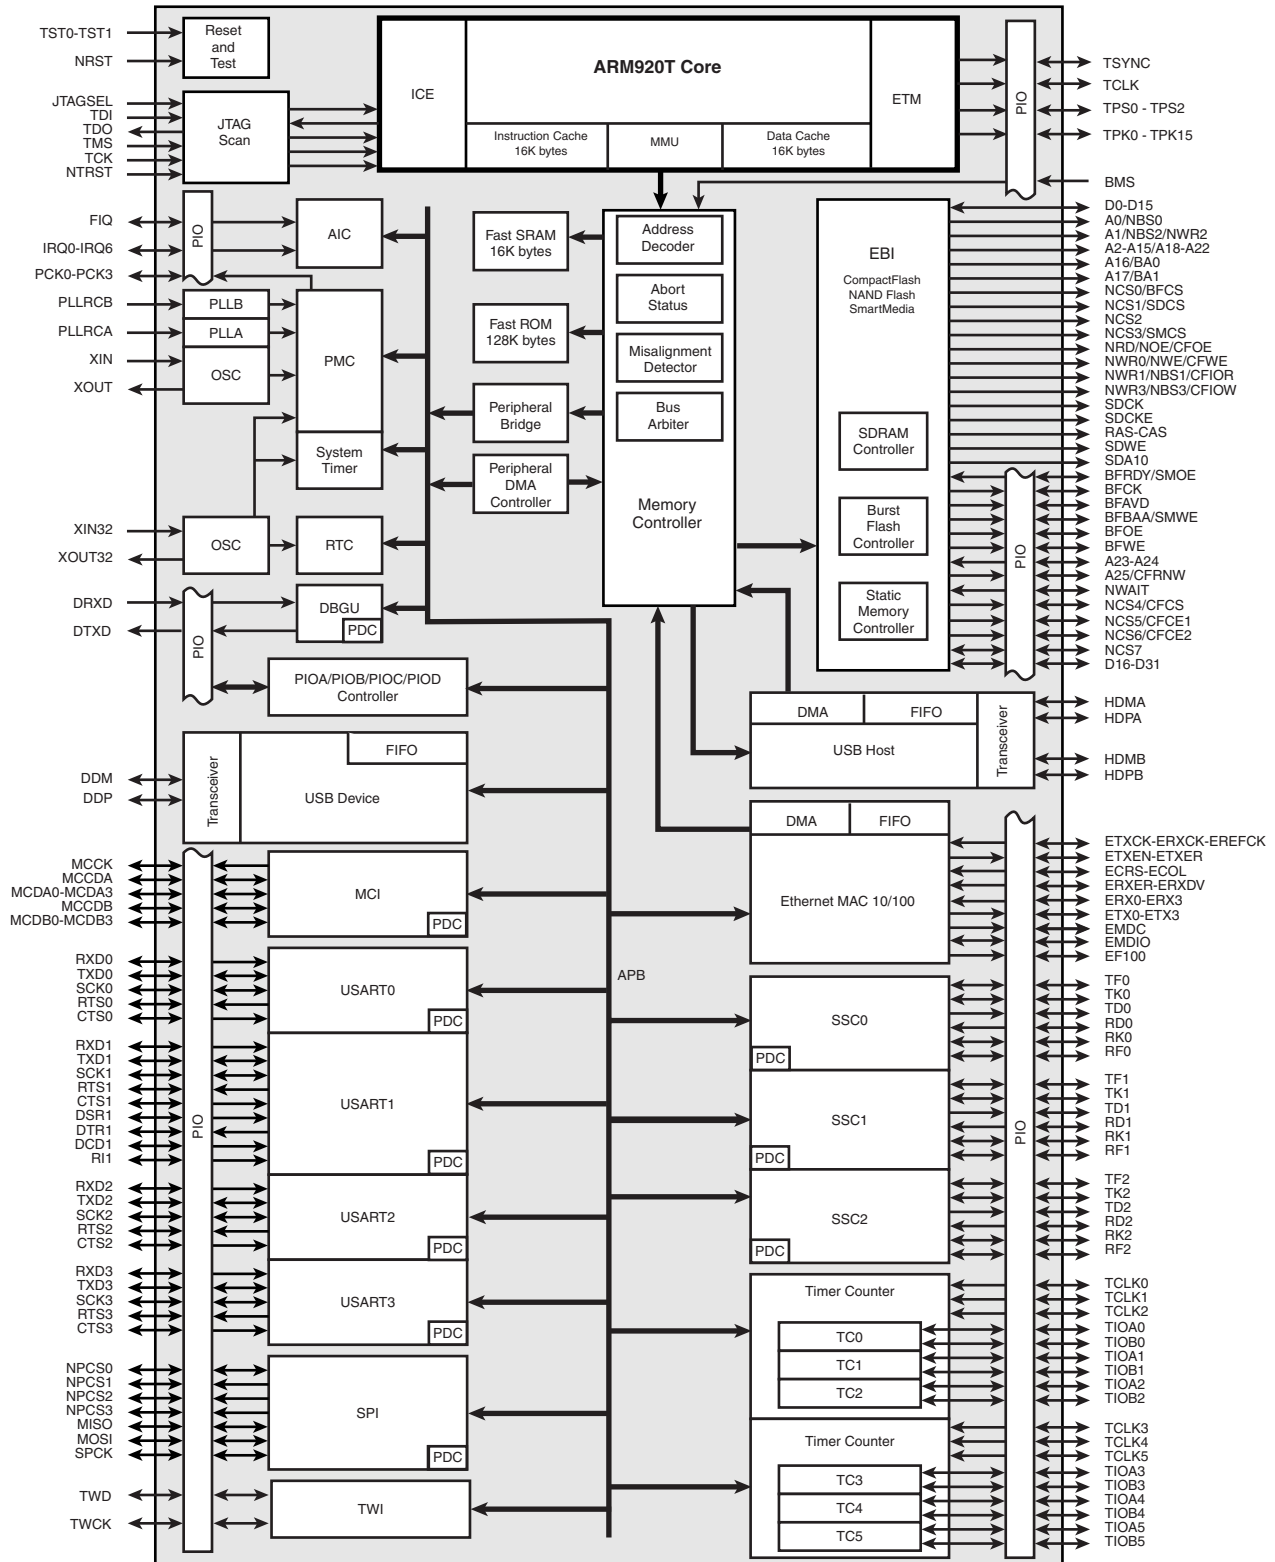 TST0-TST1
NRST
Reset
and
Test
JTAGSEL
TDI
TDO
TMS
TCK
NTRST
JTAG
Scan
ICE
ARM920T Core
Instruction Cache
16K bytes
MMU
Data Cache
16K bytes
ETM
PIO
TSYNC
TCLK
TPS0 - TPS2
TPK0 - TPK15
BMS
FIQ
IRQ0-IRQ6
PCK0-PCK3
PIO
AIC
PLLRCB
PLLRCA
XIN
XOUT
PLLB
PLLA
OSC
PMC
System
Timer
XIN32
XOUT32
OSC
RTC
DRXD
DTXD
PIO
DBGU
PDC
PIOA/PIOB/PIOC/PIOD
Controller
Fast SRAM
16K bytes
Fast ROM
128K bytes
Peripheral
Bridge
Peripheral
DMA
Controller
Address
Decoder
Abort
Status
Misalignment
Detector
Bus
Arbiter
Memory
Controller
EBI
CompactFlash
NAND Flash
SmartMedia
SDRAM
Controller
Burst
Flash
Controller
Static
Memory
Controller
D0-D15
A0/NBS0
A1/NBS2/NWR2
A2-A15/A18-A22
A16/BA0
A17/BA1
NCS0/BFCS
NCS1/SDCS
NCS2
NCS3/SMCS
NRD/NOE/CFOE
NWR0/NWE/CFWE
NWR1/NBS1/CFIOR
NWR3/NBS3/CFIOW
SDCK
SDCKE
RAS-CAS
SDWE
SDA10
PIO
BFRDY/SMOE
BFCK
BFAVD
BFBAA/SMWE
BFOE
BFWE
A23-A24
A25/CFRNW
NWAIT
NCS4/CFCS
NCS5/CFCE1
NCS6/CFCE2
NCS7
D16-D31
DMA
FIFO
USB Host
Transceiver
HDMA
HDPA
HDMB
HDPB
DDM
DDP
Transceiver
FIFO
USB Device
DMA
FIFO
Ethernet MAC 10/100
ETXCK-ERXCK-EREFCK
ETXEN-ETXER
ECRS-ECOL
ERXER-ERXDV
ERX0-ERX3
ETX0-ETX3
EMDC
EMDIO
EF100
MCCK
MCCDA
MCDA0-MCDA3
MCCDB
MCDB0-MCDB3
MCI
PDC
RXD0
TXD0
SCK0
RTS0
CTS0
USART0
PDC
RXD1
TXD1
SCK1
RTS1
CTS1
DSR1
DTR1
DCD1
RI1
PIO
USART1
PDC
RXD2
TXD2
SCK2
RTS2
CTS2
USART2
PDC
RXD3
TXD3
SCK3
RTS3
CTS3
USART3
PDC
NPCS0
NPCS1
NPCS2
NPCS3
MISO
MOSI
SPCK
SPI
PDC
TWD
TWCK
TWI
APB
SSC0
PDC
TF0
TK0
TD0
RD0
RK0
RF0
SSC1
PDC
PIO
TF1
TK1
TD1
RD1
RK1
RF1
SSC2
PDC
TF2
TK2
TD2
RD2
RK2
RF2
Timer Counter
TC0
TC1
TC2
TCLK0
TCLK1
TCLK2
TIOA0
TIOB0
TIOA1
TIOB1
TIOA2
TIOB2
Timer Counter
TC3
TC4
TC5
TCLK3
TCLK4
TCLK5
TIOA3
TIOB3
TIOA4
TIOB4
TIOA5
TIOB5